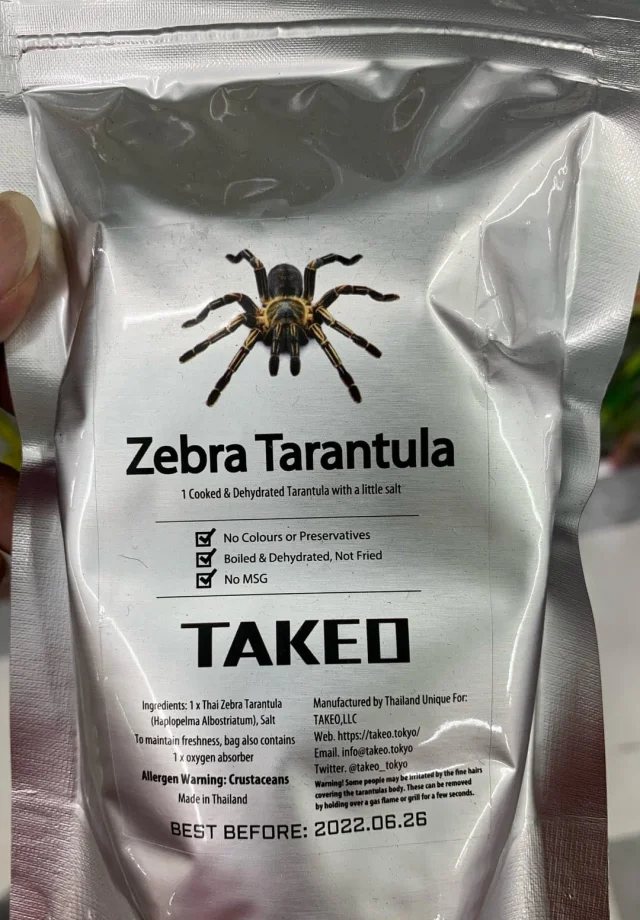 Zebra Tarantula
1 Cooked & Dehydrated Tarantula with a little salt
No Colours or Preservatives
Boiled & Dehydrated, Not Fried
No MSG
TAKEO
Ingredients: 1 x Thai Zebra Tarantula
(Haplopelma Albostriatum), Salt
To maintain freshness, bag also contains
1 x oxygen absorber
Allergen Warning: Crustaceans
Made in Thailand
Manufactured by Thailand Unique For:
TAKEO,LLC
Web. https://takeo.tokyo/
Email. info@takeo.tokyo
Twitter. @takeo_tokyo
Warning! Some people may be irritated by the fine hairs
covering the tarantulas body. These can be removed
by holding over a gas flame or grill for a few seconds.
BEST BEFORE: 2022.06.26